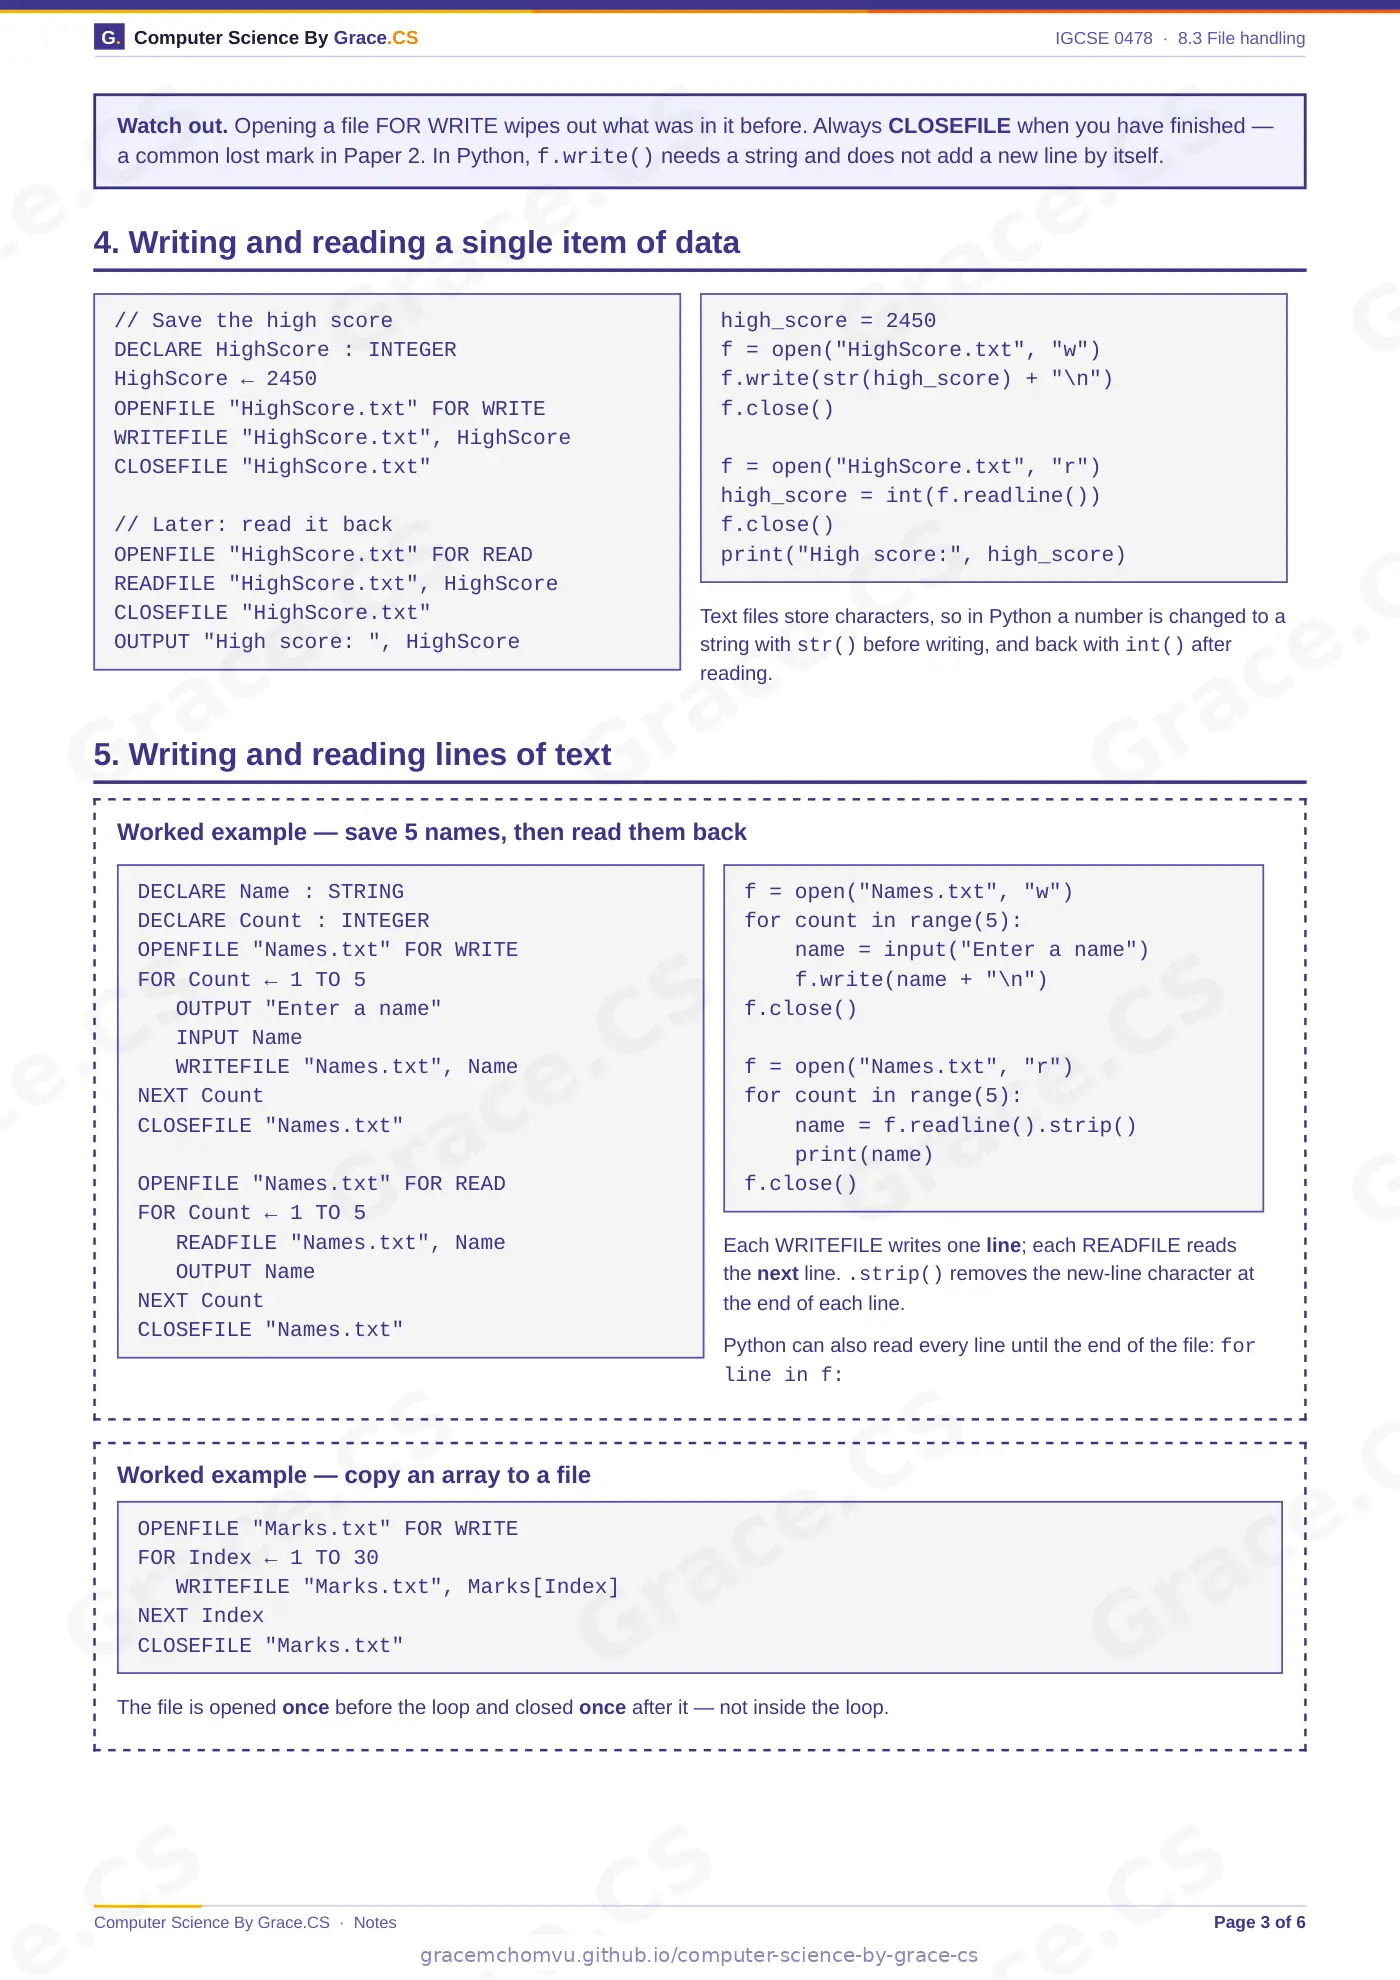 G. Computer Science By Grace.CS
IGCSE 0478 · 8.3 File handling
Watch out. Opening a file FOR WRITE wipes out what was in it before. Always CLOSEFILE when you have finished —
a common lost mark in Paper 2. In Python, f.write() needs a string and does not add a new line by itself.
4. Writing and reading a single item of data
// Save the high score
DECLARE HighScore : INTEGER
HighScore ← 2450
OPENFILE "HighScore.txt" FOR WRITE
WRITEFILE "HighScore.txt", HighScore
CLOSEFILE "HighScore.txt"
// Later: read it back
OPENFILE "HighScore.txt" FOR READ
READFILE "HighScore.txt", HighScore
CLOSEFILE "HighScore.txt"
OUTPUT "High score: ", HighScore
high_score = 2450
f = open("HighScore.txt", "w")
f.write(str(high_score) + "\n")
f.close()
f = open("HighScore.txt", "r")
high_score = int(f.readline())
f.close()
print("High score:", high_score)
Text files store characters, so in Python a number is changed to a
string with str() before writing, and back with int() after
reading.
5. Writing and reading lines of text
Worked example — save 5 names, then read them back
DECLARE Name : STRING
DECLARE Count : INTEGER
OPENFILE "Names.txt" FOR WRITE
FOR Count ← 1 TO 5
   OUTPUT "Enter a name"
   INPUT Name
   WRITEFILE "Names.txt", Name
NEXT Count
CLOSEFILE "Names.txt"
OPENFILE "Names.txt" FOR READ
FOR Count ← 1 TO 5
   READFILE "Names.txt", Name
   OUTPUT Name
NEXT Count
CLOSEFILE "Names.txt"
f = open("Names.txt", "w")
for count in range(5):
    name = input("Enter a name")
    f.write(name + "\n")
f.close()
f = open("Names.txt", "r")
for count in range(5):
    name = f.readline().strip()
    print(name)
f.close()
Each WRITEFILE writes one line; each READFILE reads
the next line. .strip() removes the new-line character at
the end of each line.
Python can also read every line until the end of the file: for
line in f:
Worked example — copy an array to a file
OPENFILE "Marks.txt" FOR WRITE
FOR Index ← 1 TO 30
   WRITEFILE "Marks.txt", Marks[Index]
NEXT Index
CLOSEFILE "Marks.txt"
The file is opened once before the loop and closed once after it — not inside the loop.
Computer Science By Grace.CS · Notes
Page 3 of 6
gracemchomvu.github.io/computer-science-by-grace-cs